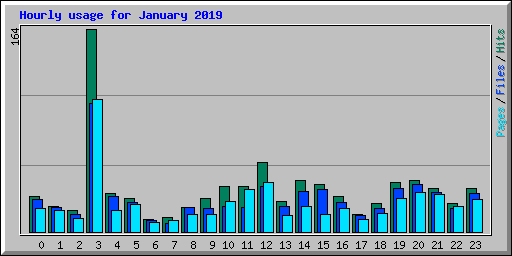 Hourly usage for January 2019
164
Pages/Files/Hits
0 1 2 3 4 5 6 7 8 9 10 11 12 13 14 15 16 17 18 19 20 21 22 23